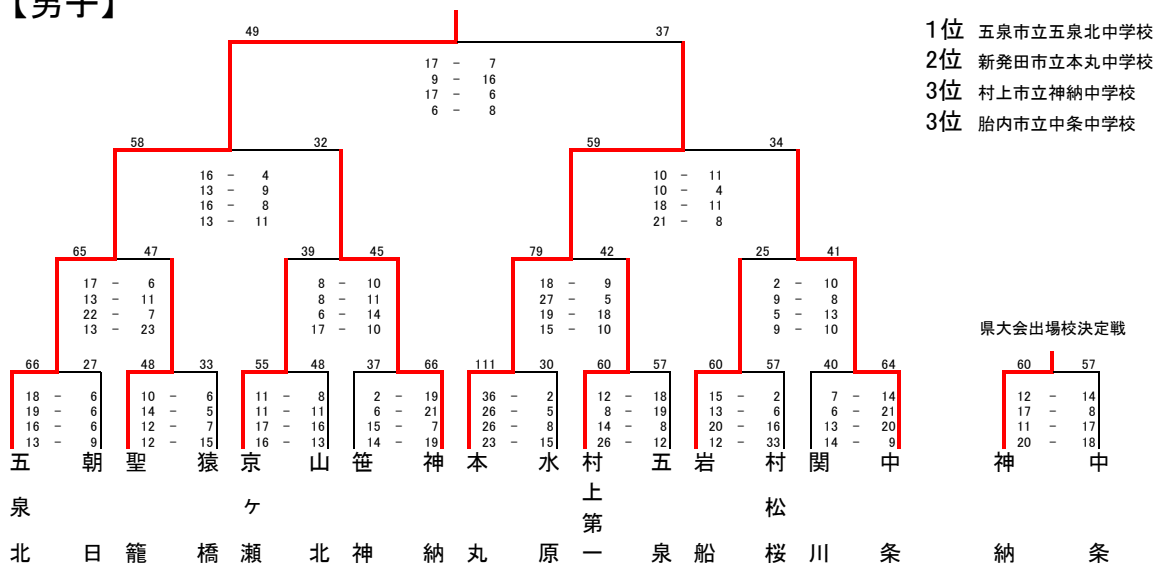 【男子】
1位 五泉市立五泉北中学校
2位 新発田市立本丸中学校
3位 村上市立神納中学校
3位 胎内市立中条中学校
49 37
17 - 7
9 - 16
17 - 6
6 - 8
58 32
16 - 4
13 - 9
16 - 8
13 - 11
59 34
10 - 11
10 - 4
18 - 11
21 - 8
65 47
17 - 6
13 - 11
22 - 7
13 - 23
39 45
8 - 10
8 - 11
6 - 14
17 - 10
79 42
18 - 9
27 - 5
19 - 18
15 - 10
25 41
2 - 10
9 - 8
5 - 13
9 - 10
66 27
18 - 6
19 - 6
16 - 6
13 - 9
五泉北 朝日
48 33
10 - 6
14 - 5
12 - 7
12 - 15
聖籠 猿橋
55 48
11 - 8
11 - 11
17 - 16
16 - 13
京ヶ瀬 山北
37 66
2 - 19
6 - 21
15 - 7
14 - 19
笹神 神納
111 30
36 - 2
26 - 5
26 - 8
23 - 15
本丸 水原
60 57
12 - 18
8 - 19
14 - 8
26 - 12
村上第一 五泉
60 57
15 - 2
13 - 6
20 - 16
12 - 33
岩船 村松桜
40 64
7 - 14
6 - 21
13 - 20
14 - 9
関川 中条
県大会出場校決定戦
60 57
12 - 14
17 - 8
11 - 17
20 - 18
神納 中条